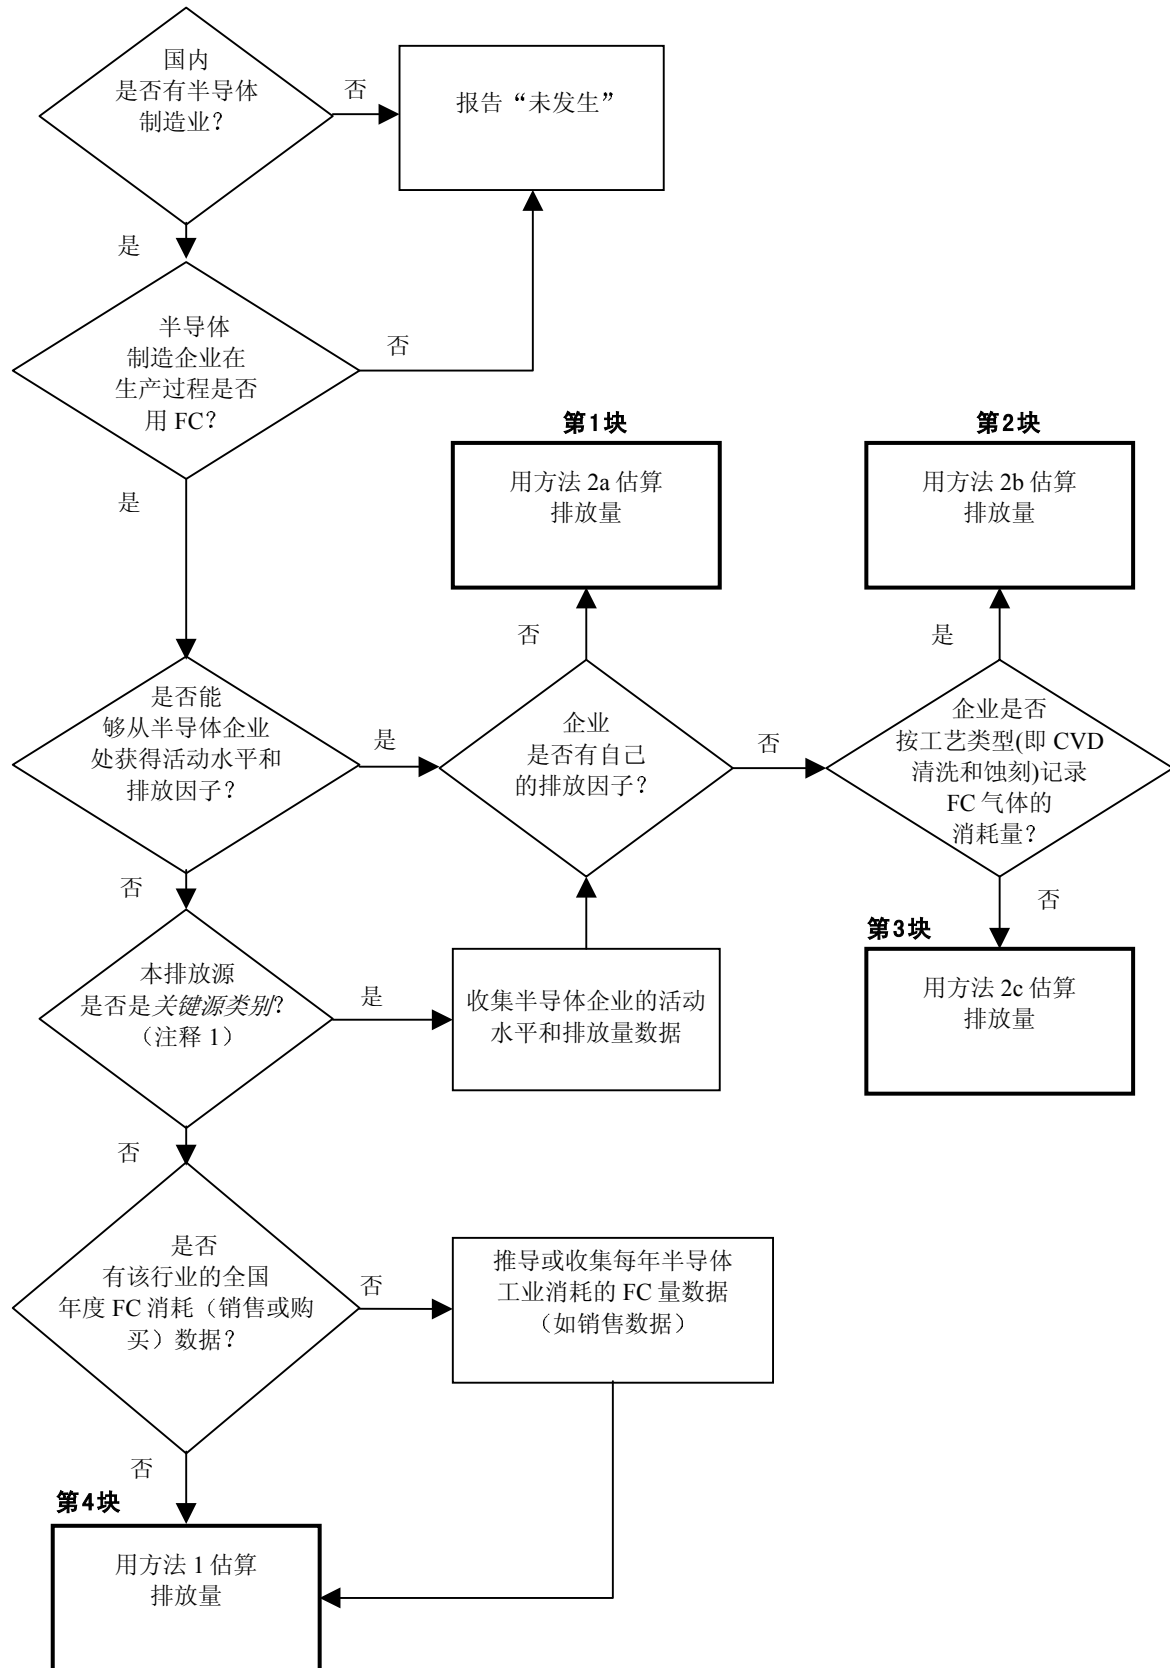 国内
是否有半导体
制造业？
否
报告“未发生”
是
半导体
制造企业在
生产过程是否
用 FC？
否
是
第1块
用方法 2a 估算
排放量
第2块
用方法 2b 估算
排放量
否
是
是否能
够从半导体企业
处获得活动水平和
排放因子？
是
企业
是否有自己
的排放因子？
否
企业是否
按工艺类型(即 CVD
清洗和蚀刻)记录
FC 气体的
消耗量？
否
否
第3块
用方法 2c 估算
排放量
本排放源
是否是关键源类别？
（注释 1）
是
收集半导体企业的活动
水平和排放量数据
否
是否
有该行业的全国
年度 FC 消耗（销售或购
买）数据？
否
推导或收集每年半导体
工业消耗的 FC 量数据
（如销售数据）
否
第4块
用方法 1 估算
排放量